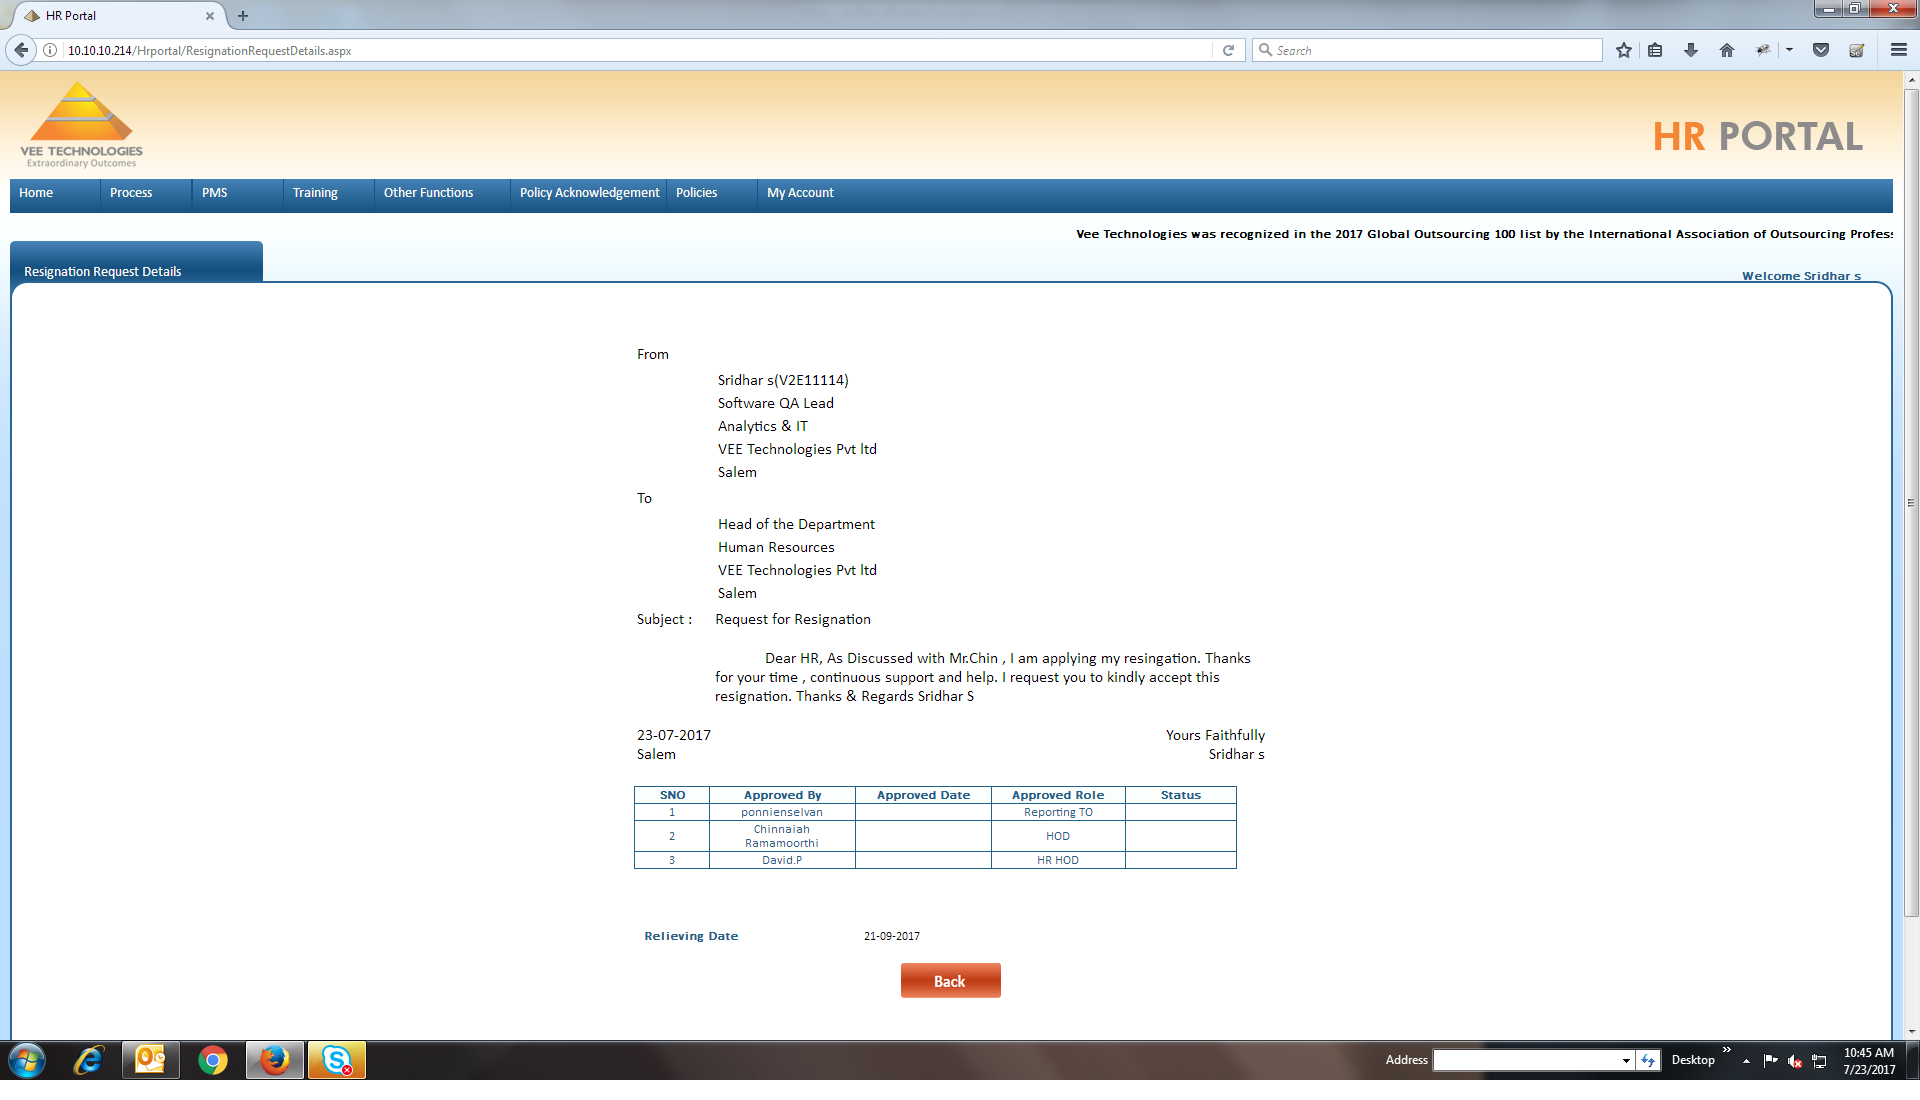 HR Portal
10.10.10.214/Hrportal/ResignationRequestDetails.aspx
Search
VEE TECHNOLOGIES
Extraordinary Outcomes
HR PORTAL
Home Process PMS Training Other Functions Policy Acknowledgement Policies My Account
Vee Technologies was recognized in the 2017 Global Outsourcing 100 list by the International Association of Outsourcing Profes
Resignation Request Details
Welcome Sridhar s
From
Sridhar s(V2E11114)
Software QA Lead
Analytics & IT
VEE Technologies Pvt ltd
Salem
To
Head of the Department
Human Resources
VEE Technologies Pvt ltd
Salem
Subject : Request for Resignation
Dear HR, As Discussed with Mr.Chin , I am applying my resingation. Thanks
for your time , continuous support and help. I request you to kindly accept this
resignation. Thanks & Regards Sridhar S
23-07-2017 Yours Faithfully
Salem Sridhar s
SNO Approved By Approved Date Approved Role Status
1 ponnienselvan Reporting TO
2 Chinnaiah Ramamoorthi HOD
3 David.P HR HOD
Relieving Date 21-09-2017
Back
Address Desktop 10:45 AM
7/23/2017